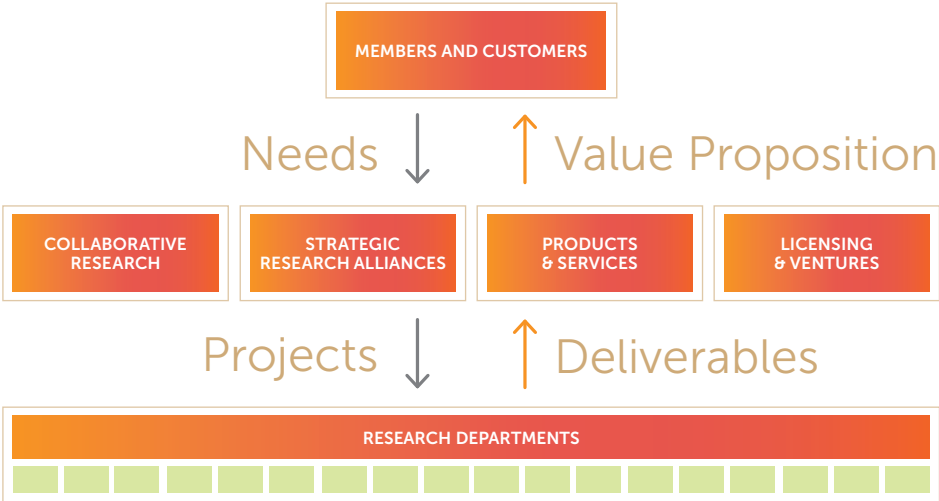 MEMBERS AND CUSTOMERS
Needs
Value Proposition
COLLABORATIVE
RESEARCH
STRATEGIC
RESEARCH ALLIANCES
PRODUCTS
& SERVICES
LICENSING
& VENTURES
Projects
Deliverables
RESEARCH DEPARTMENTS